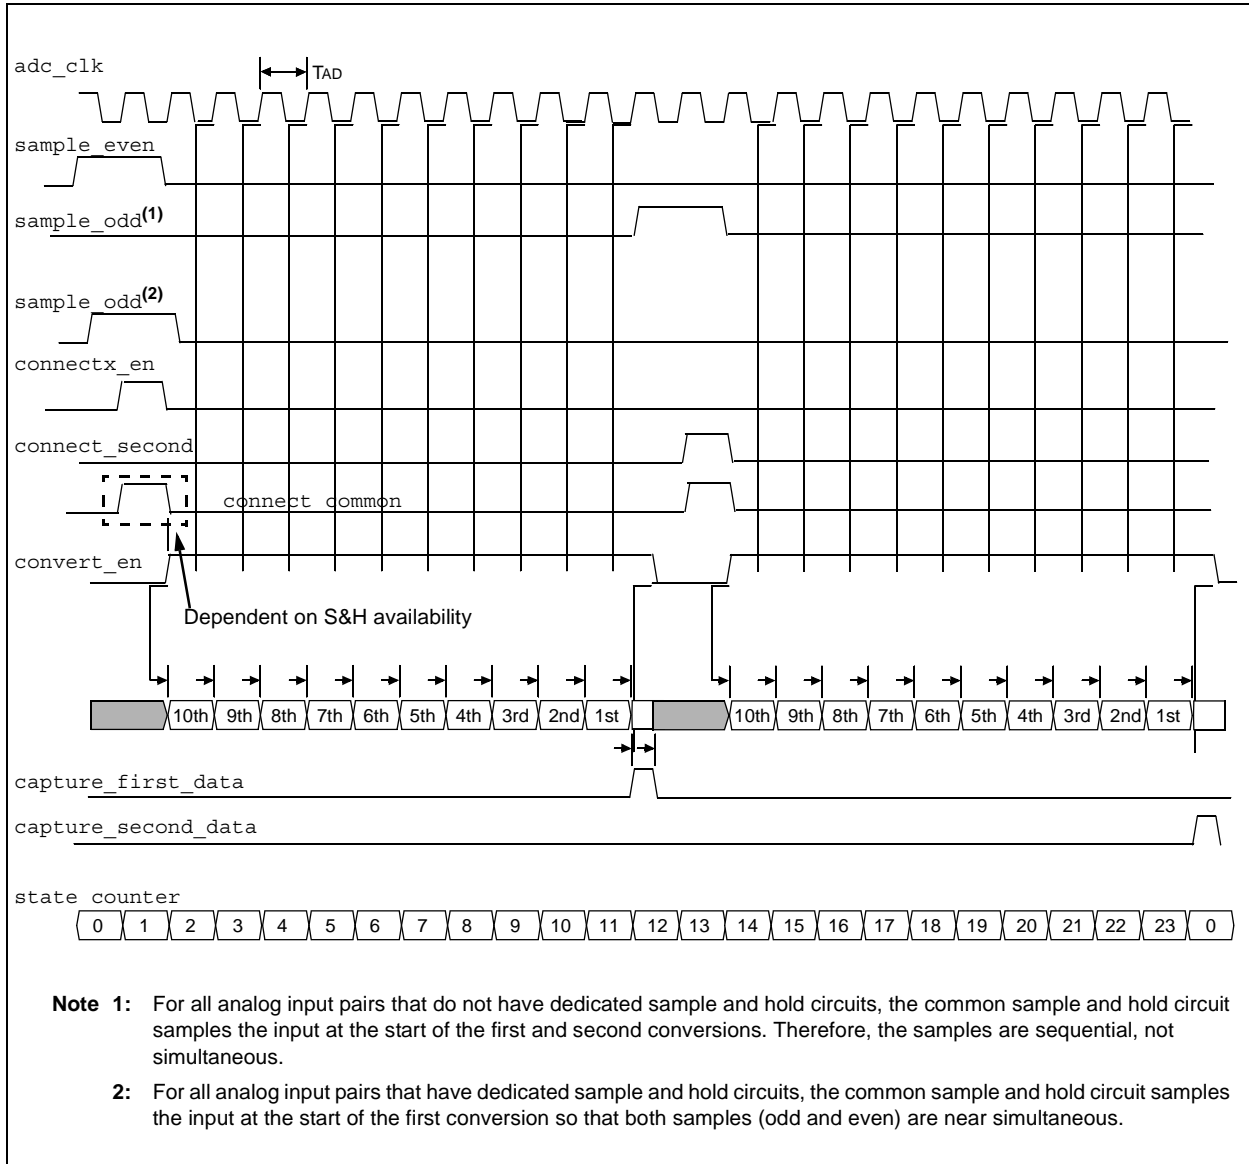 adc_clk
TAD
sample_even
sample_odd(1)
sample_odd(2)
connectx_en
connect_second
connect_common
convert_en
Dependent on S&H availability
10th 9th 8th 7th 6th 5th 4th 3rd 2nd 1st 10th 9th 8th 7th 6th 5th 4th 3rd 2nd 1st
capture_first_data
capture_second_data
state counter
0 1 2 3 4 5 6 7 8 9 10 11 12 13 14 15 16 17 18 19 20 21 22 23 0
Note 1: For all analog input pairs that do not have dedicated sample and hold circuits, the common sample and hold circuit
samples the input at the start of the first and second conversions. Therefore, the samples are sequential, not
simultaneous.
2: For all analog input pairs that have dedicated sample and hold circuits, the common sample and hold circuit samples
the input at the start of the first conversion so that both samples (odd and even) are near simultaneous.